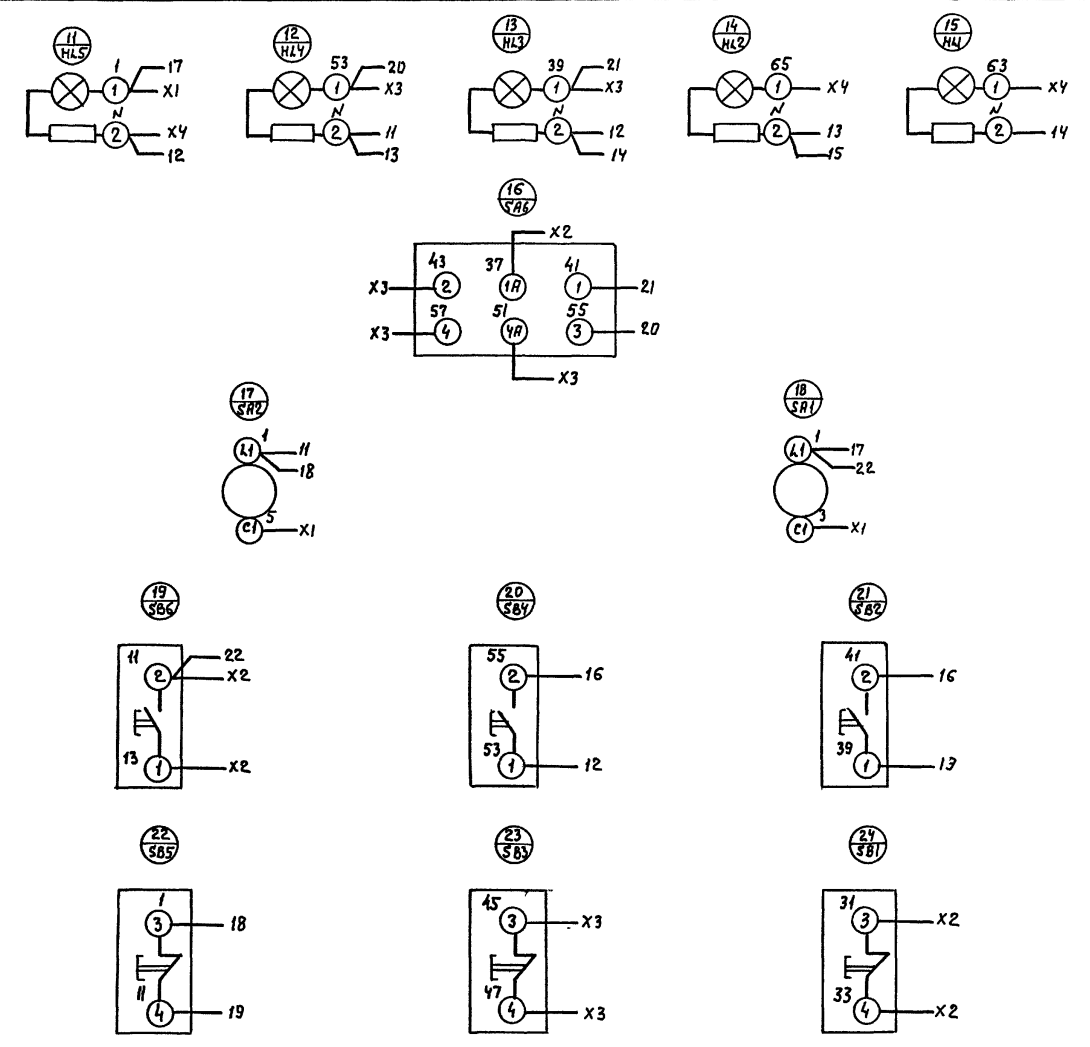 11 12 13 14 15
HL5 HL4 HL3 HL2 HL1
1 17 53 20 39 21 65 63
1 X1 1 X3 1 X3 1 X4 1 X4
N N N N N
2 X4 2 11 2 12 2 13 2 14
12 13 14 15
16
SA6
X2
43 37 41
X3 2 1A 1 21
57 51 55
X3 4 4A 3 20
X3
17 18
SA2 SA1
1 1
L1 11 L1 17
18 22
5 3
C1 X1 C1 X1
19 20 21
SB6 SB4 SB2
11 22 55 41
2 X2 2 16 2 16
13 53 39
1 X2 1 12 1 13
22 23 24
SB5 SB3 SB1
1 45 31
3 18 3 X3 3 X2
11 47 33
4 19 4 X3 4 X2